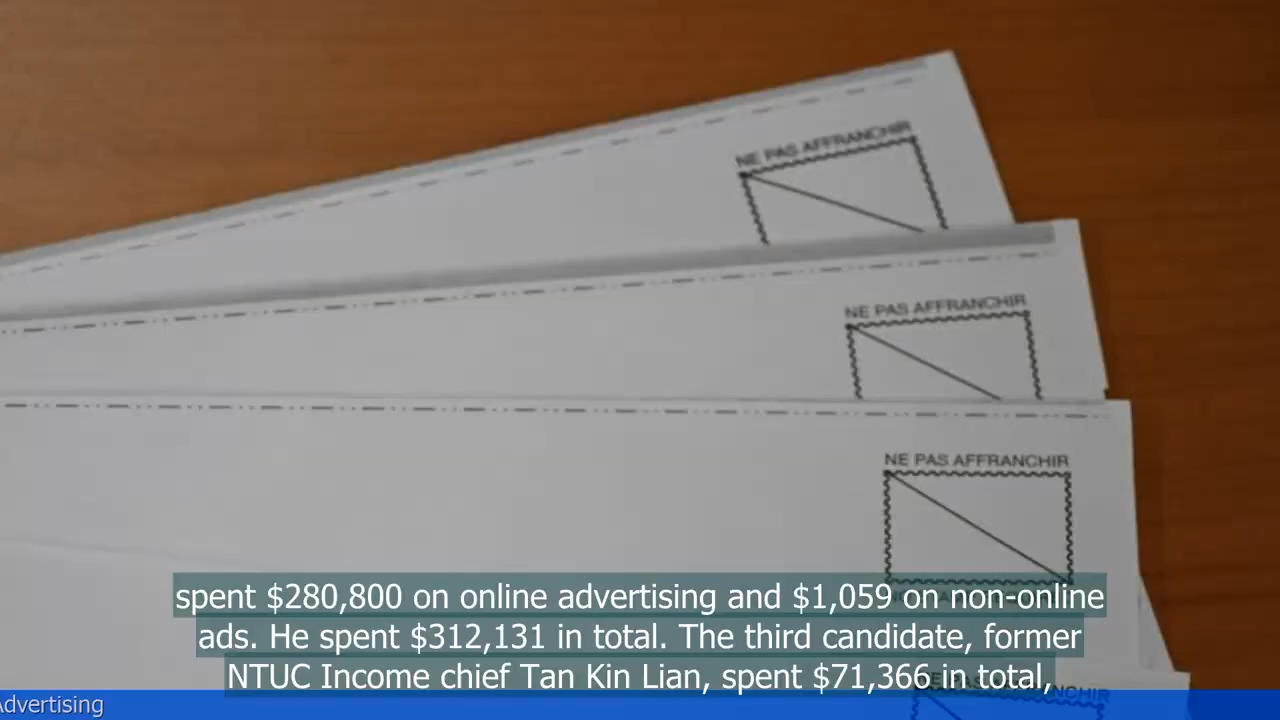 NE PAS AFFRANCHIR
NE PAS AFFRANCHIR
NE PAS AFFRANCHIR
spent $280,800 on online advertising and $1,059 on non-online
ads. He spent $312,131 in total. The third candidate, former
NTUC Income chief Tan Kin Lian, spent $71,366 in total,
Advertising